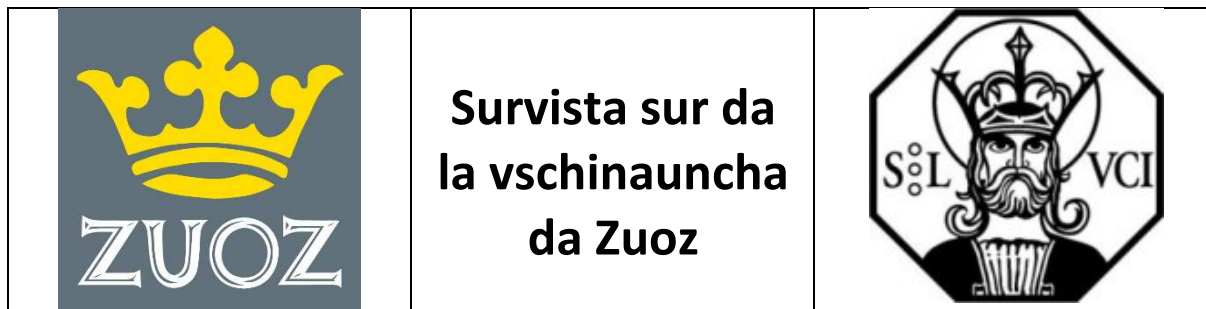 ZUOZ
Survista sur da
la vschinauncha
da Zuoz
S L VCI